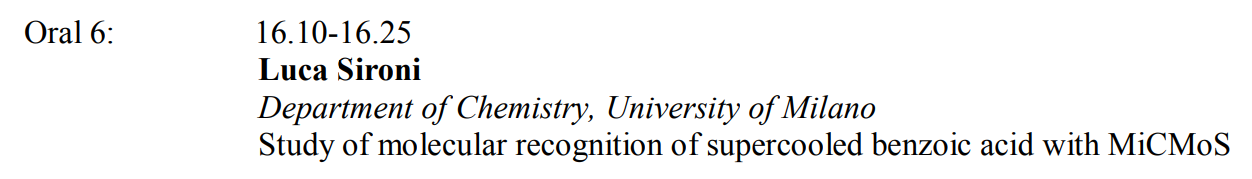 Oral 6: 16.10-16.25
Luca Sironi
Department of Chemistry, University of Milano
Study of molecular recognition of supercooled benzoic acid with MiCMoS